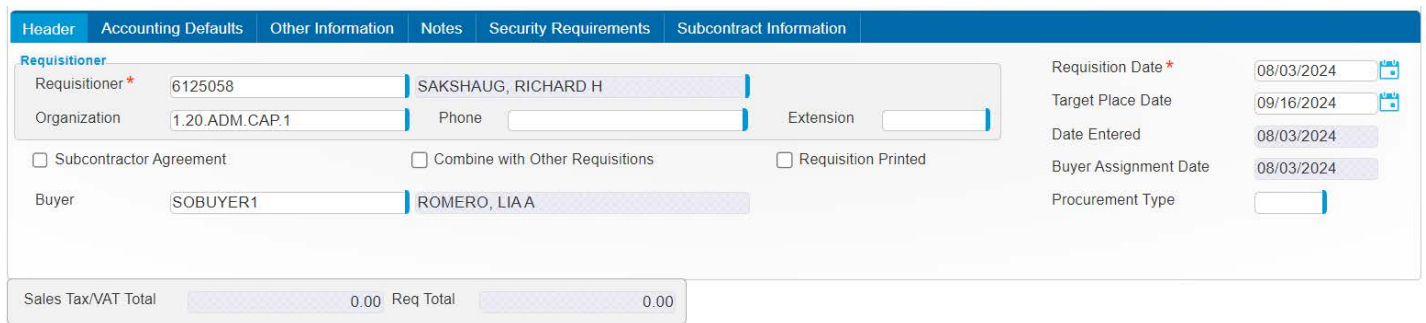 Header Accounting Defaults Other Information Notes Security Requirements Subcontract Information
Requisitioner
Requisitioner * 6125058 SAKSHAUG, RICHARD H
Organization 1.20.ADM.CAP.1 Phone Extension
Subcontractor Agreement Combine with Other Requisitions Requisition Printed
Buyer SOBUYER1 ROMERO, LIA A
Requisition Date * 08/03/2024
Target Place Date 09/16/2024
Date Entered 08/03/2024
Buyer Assignment Date 08/03/2024
Procurement Type
Sales Tax/VAT Total 0.00 Req Total 0.00